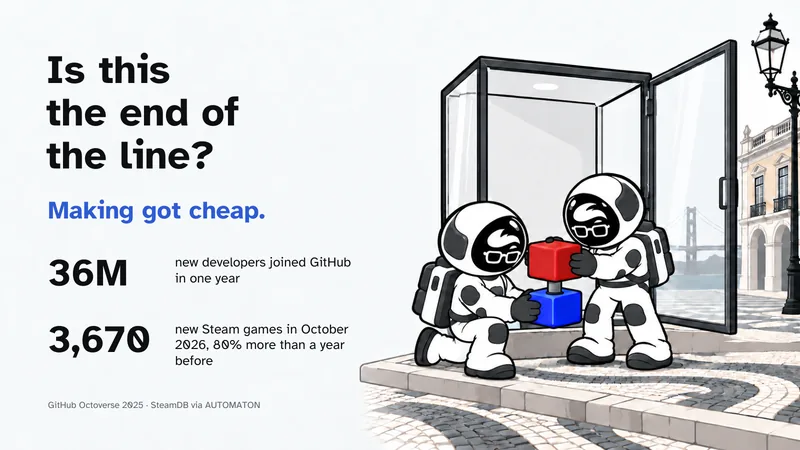 Is this
the end of
the line?
Making got cheap.
36M
new developers joined GitHub
in one year
3,670
new Steam games in October
2026, 80% more than a year
before
GitHub Octoverse 2025 · SteamDB via AUTOMATON